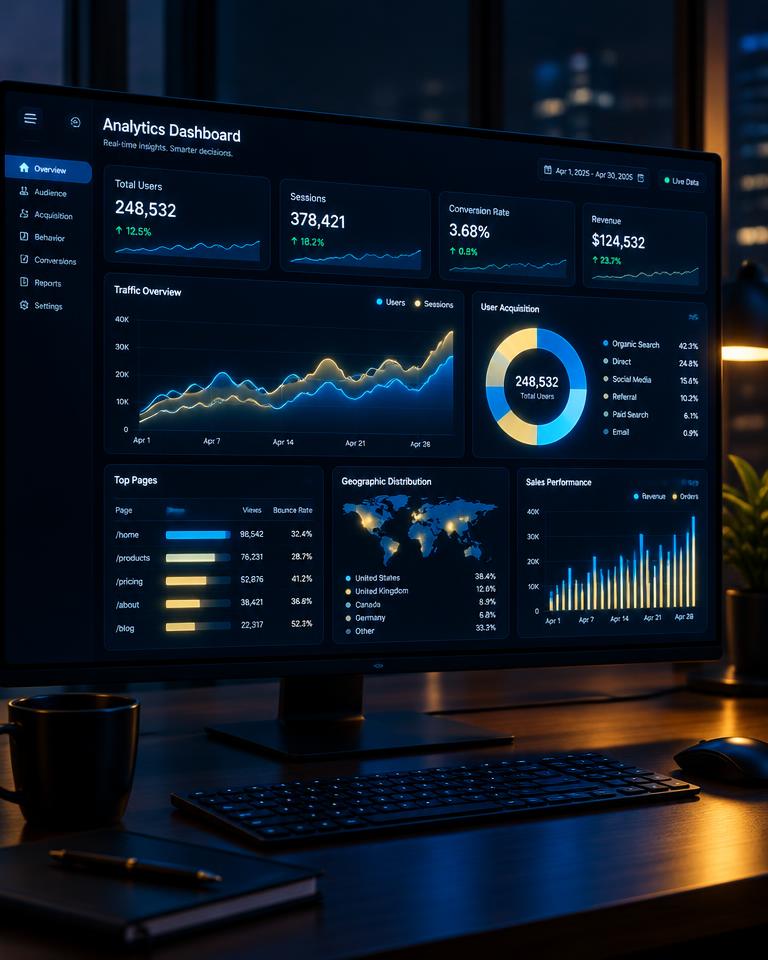 Analytics Dashboard
Real-time insights. Smarter decisions.
Apr 1, 2025 - Apr 30, 2025
Live Data
Overview
Audience
Acquisition
Behavior
Conversions
Reports
Settings
Total Users
248,532
↑ 12.5%
Sessions
378,421
↑ 18.2%
Conversion Rate
3.68%
↑ 0.8%
Revenue
$124,532
↑ 23.7%
Traffic Overview
Users Sessions
40K
30K
20K
10K
0
Apr 1 Apr 7 Apr 14 Apr 21 Apr 28
User Acquisition
248,532
Total Users
Organic Search 42.3%
Direct 24.8%
Social Media 15.6%
Referral 10.2%
Paid Search 6.1%
Email 0.9%
Top Pages
Page Views Bounce Rate
/home 98,542 32.4%
/products 76,231 28.7%
/pricing 52,876 41.2%
/about 38,421 36.8%
/blog 22,317 52.3%
Geographic Distribution
United States 38.4%
United Kingdom 12.6%
Canada 8.9%
Germany 6.8%
Other 33.3%
Sales Performance
Revenue Orders
40K
30K
20K
10K
0
Apr 1 Apr 7 Apr 14 Apr 21 Apr 28